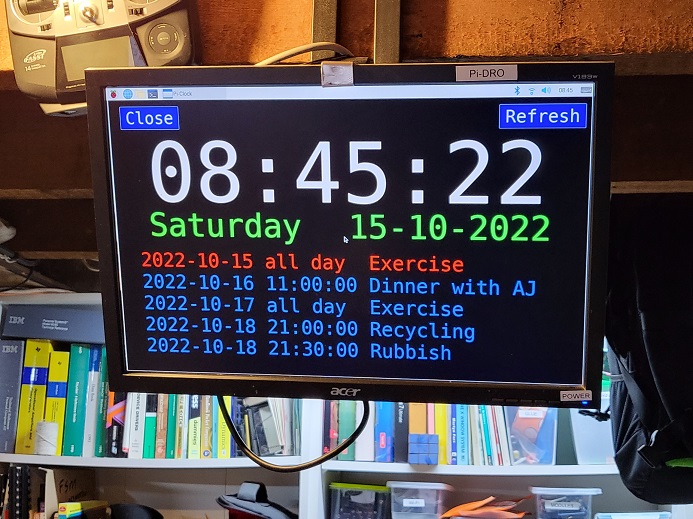 Pi-DRO
V193W
Pi-Clock
08:45
Close
Refresh
08:45:22
Saturday 15-10-2022
2022-10-15 all day Exercise
2022-10-16 11:00:00 Dinner with AJ
2022-10-17 all day Exercise
2022-10-18 21:00:00 Recycling
2022-10-18 21:30:00 Rubbish
acer
POWER
IBM